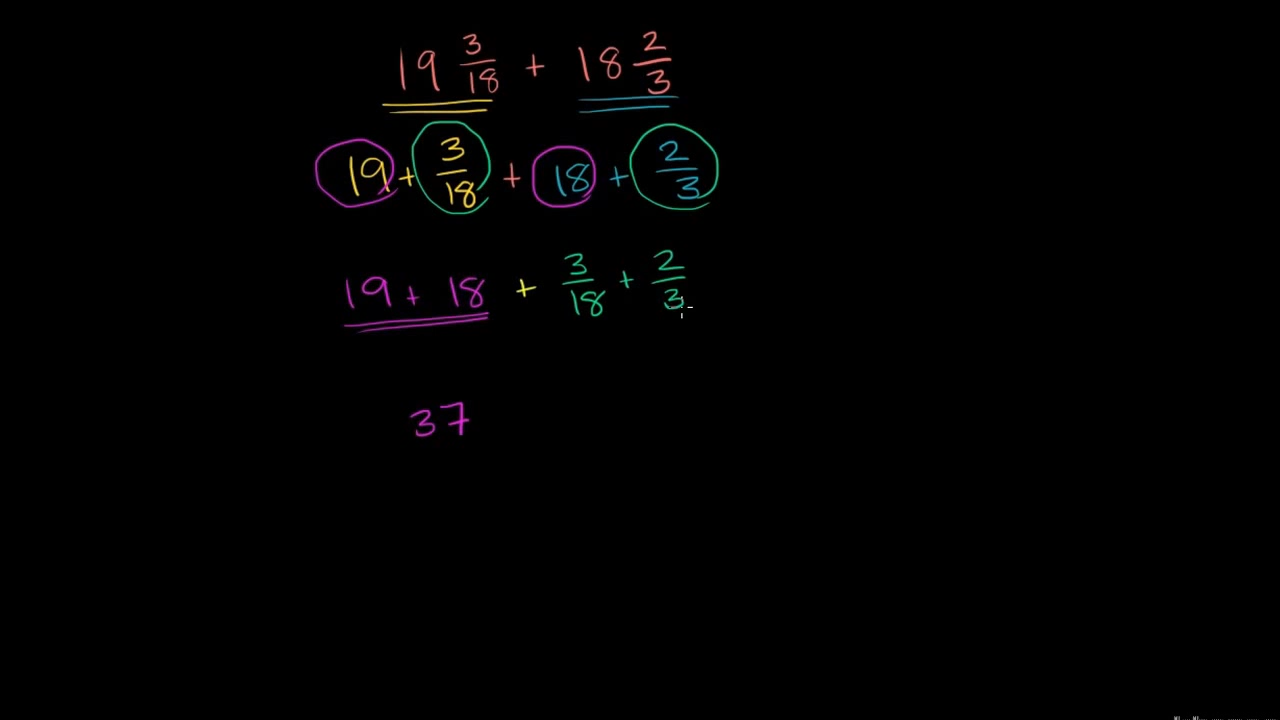 19 3/18 + 18 2/3
19 + 3/18 + 18 + 2/3
19 + 18 + 3/18 + 2/3
37